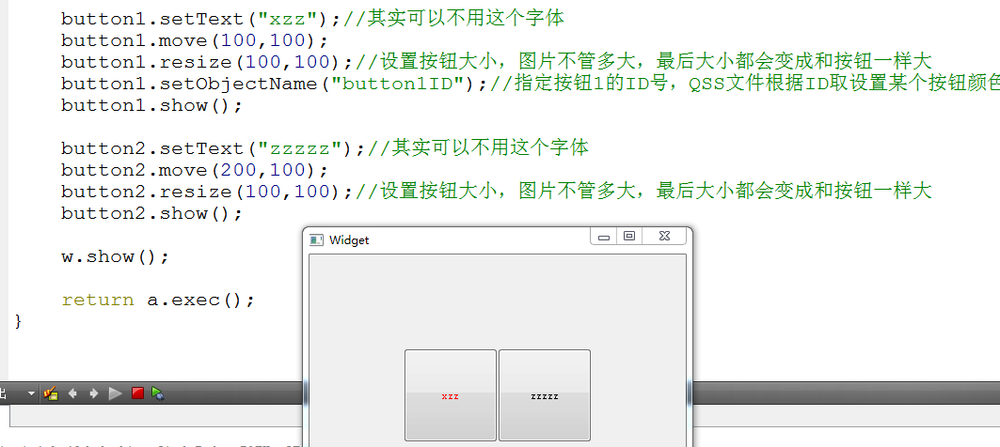 button1.setText("xzz");//其实可以不用这个字体
button1.move(100,100);
button1.resize(100,100);//设置按钮大小，图片不管多大，最后大小都会变成和按钮一样大
button1.setObjectName("button1ID");//指定按钮1的ID号，QSS文件根据ID取设置某个按钮颜色
button1.show();
button2.setText("zzzzz");//其实可以不用这个字体
button2.move(200,100);
button2.resize(100,100);//设置按钮大小，图片不管多大，最后大小都会变成和按钮一样大
button2.show();
w.show();
return a.exec();
}
Widget
xzz zzzzz
出